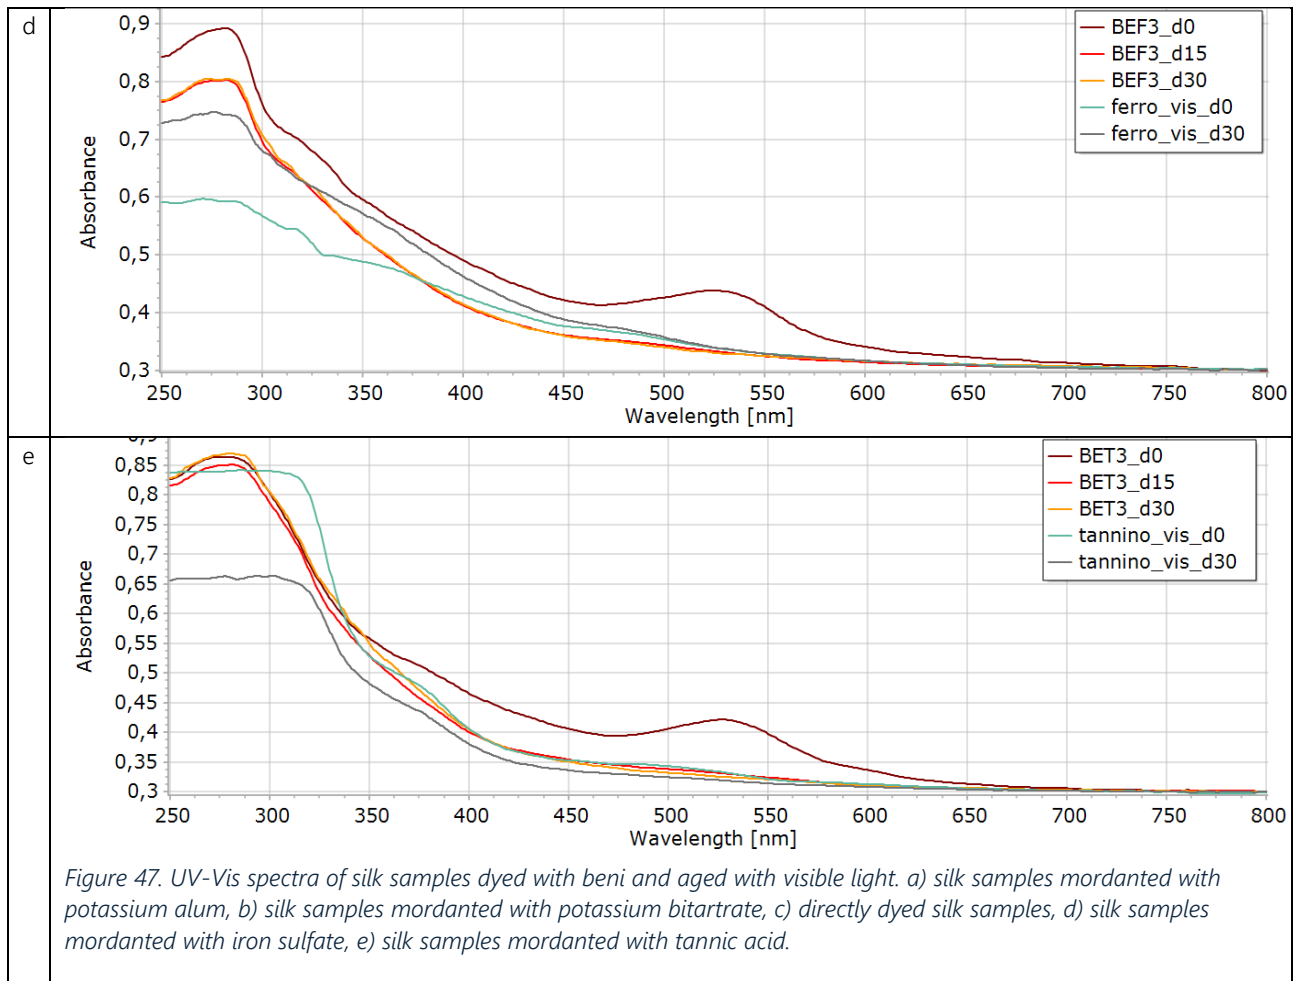 d
0,9
0,8
0,7
0,6
0,5
0,4
0,3
Absorbance
BEF3_d0
BEF3_d15
BEF3_d30
ferro_vis_d0
ferro_vis_d30
250 300 350 400 450 500 550 600 650 700 750 800
Wavelength [nm]
e
0,9
0,85
0,8
0,75
0,7
0,65
0,6
0,55
0,5
0,45
0,4
0,35
0,3
Absorbance
BET3_d0
BET3_d15
BET3_d30
tannino_vis_d0
tannino_vis_d30
250 300 350 400 450 500 550 600 650 700 750 800
Wavelength [nm]
Figure 47. UV-Vis spectra of silk samples dyed with beni and aged with visible light. a) silk samples mordanted with
potassium alum, b) silk samples mordanted with potassium bitartrate, c) directly dyed silk samples, d) silk samples
mordanted with iron sulfate, e) silk samples mordanted with tannic acid.